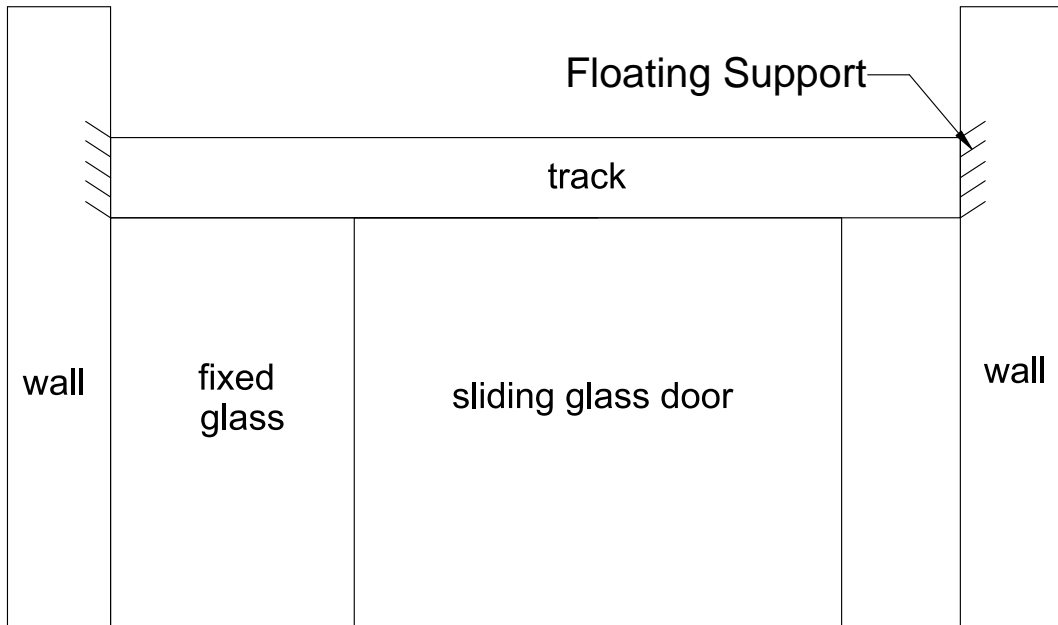 Floating Support
track
wall
fixed
glass
sliding glass door
wall